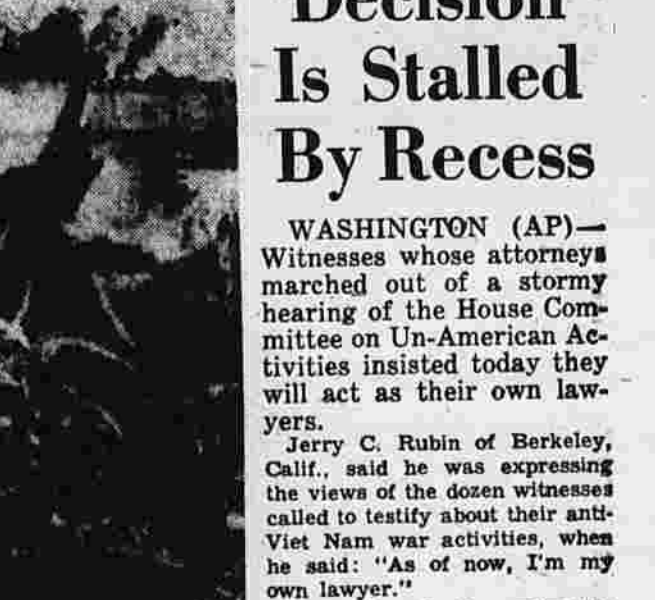 Decision
Is Stalled
By Recess
WASHINGTON (AP)—
Witnesses whose attorneys
marched out of a stormy
hearing of the House Com-
mittee on Un-American Ac-
tivities insisted today they
will act as their own law-
yers.
Jerry C. Rubin of Berkeley,
Calif., said he was expressing
the views of the dozen witnesses
called to testify about their anti-
Viet Nam war activities, when
he said: "As of now, I'm my
own lawyer."